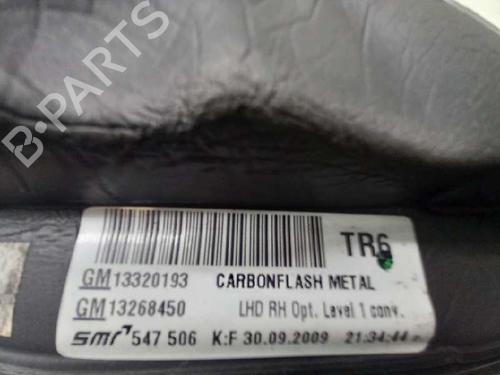 B-PARTS
TR6
GM 13320193 CARBONFLASH METAL
GM 13268450 LHD RH Opt. Level 1 conv.
smr 547 506 K:F 30.09.2009 21:34:44